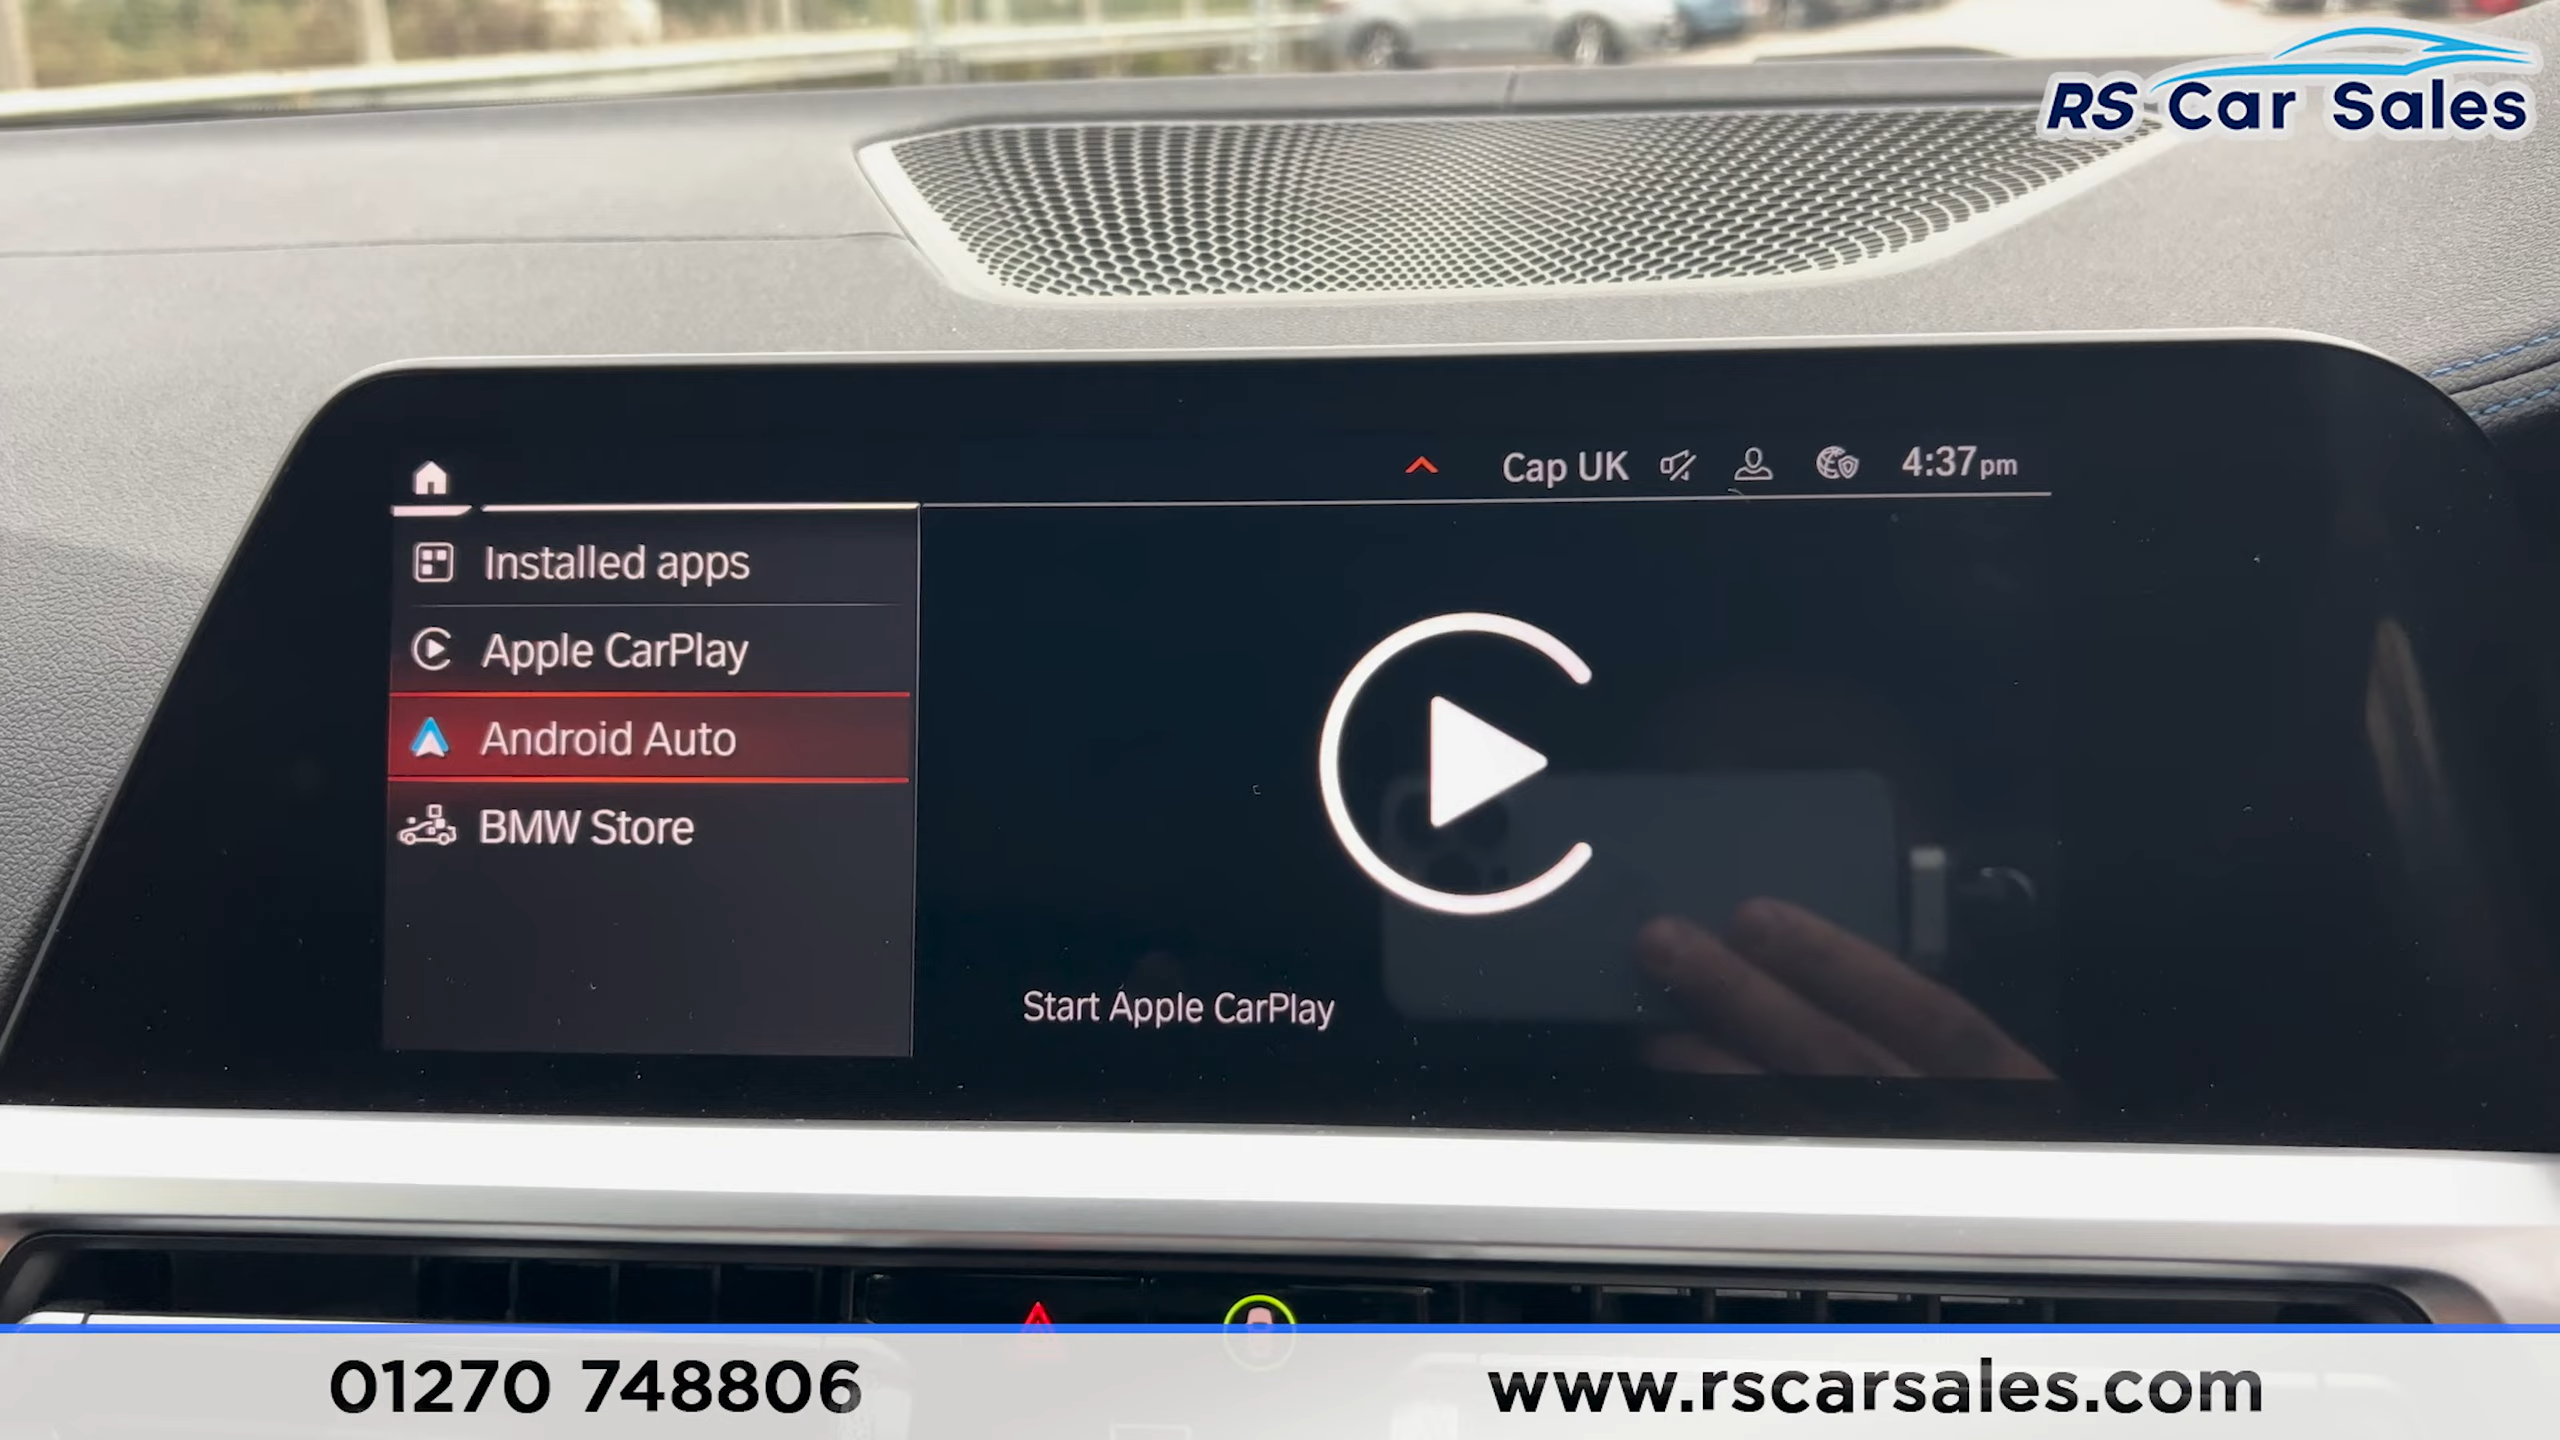 RS Car Sales
Cap UK 4:37pm
Installed apps
Apple CarPlay
Android Auto
BMW Store
Start Apple CarPlay
01270 748806
www.rscarsales.com